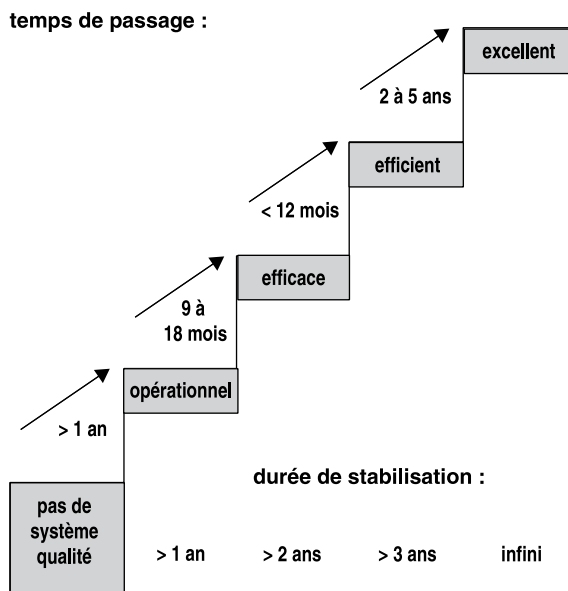 temps de passage :
excellent
2 à 5 ans
efficient
< 12 mois
efficace
9 à
18 mois
opérationnel
> 1 an
durée de stabilisation :
pas de
système
qualité
> 1 an
> 2 ans
> 3 ans
infini